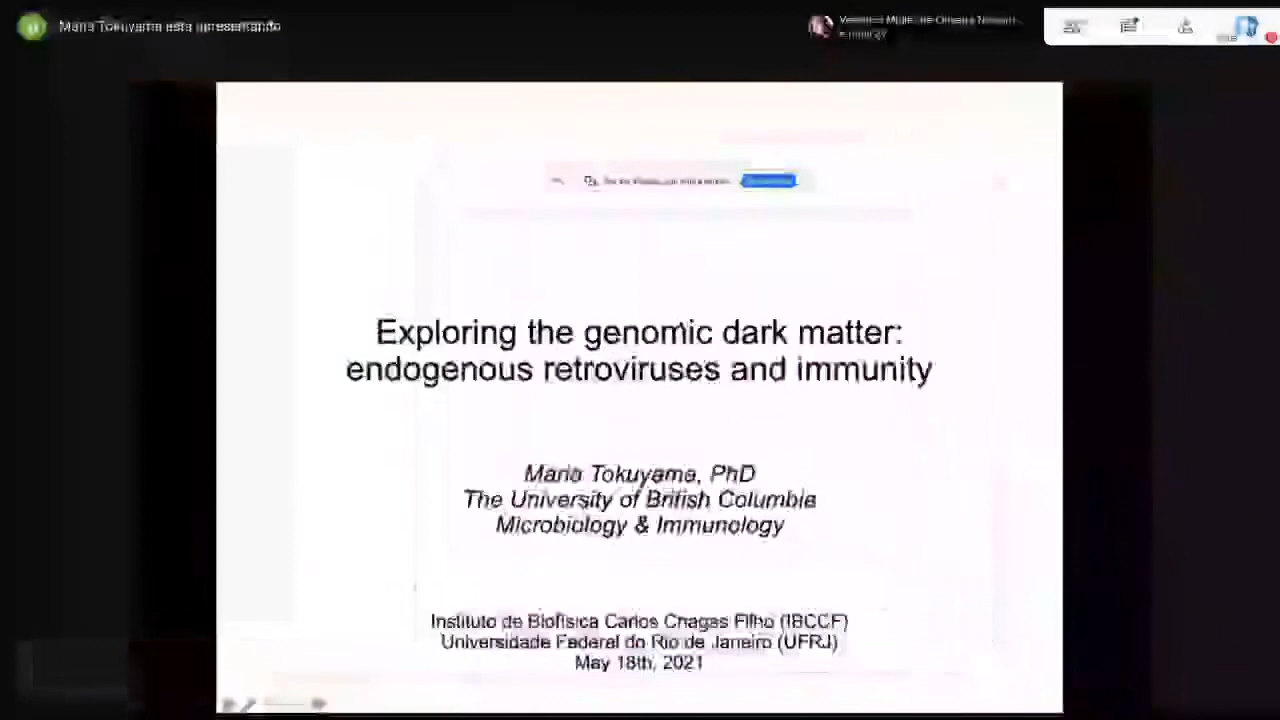 Maria Tokuyama está apresentando
Exploring the genomic dark matter:
endogenous retroviruses and immunity
Maria Tokuyama, PhD
The University of British Columbia
Microbiology & Immunology
Instituto de Biofísica Carlos Chagas Filho (IBCCF)
Universidade Federal do Rio de Janeiro (UFRJ)
May 18th, 2021